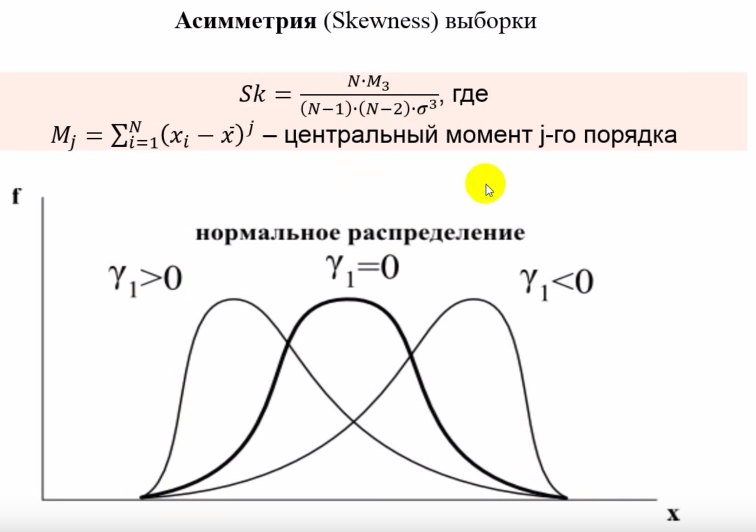 Асимметрия (Skewness) выборки
Sk = N·M₃ / (N−1)·(N−2)·σ³, где
Mⱼ = ∑ᵢ₌₁ᴺ(xᵢ − x̄)ʲ – центральный момент j-го порядка
f
нормальное распределение
γ₁>0 γ₁=0 γ₁<0
x